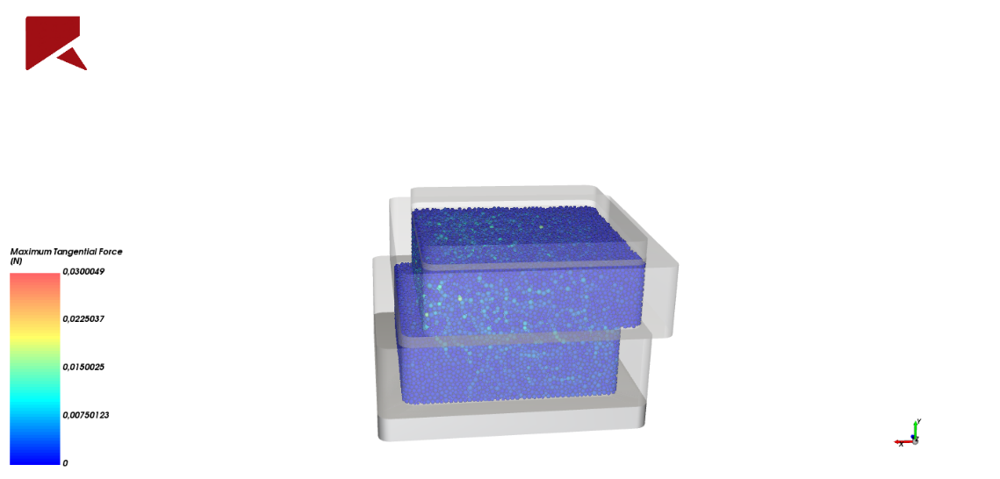 Maximum Tangential Force
(N)
0,0300049
0,0225037
0,0150025
0,00750123
0
Y
X
Z